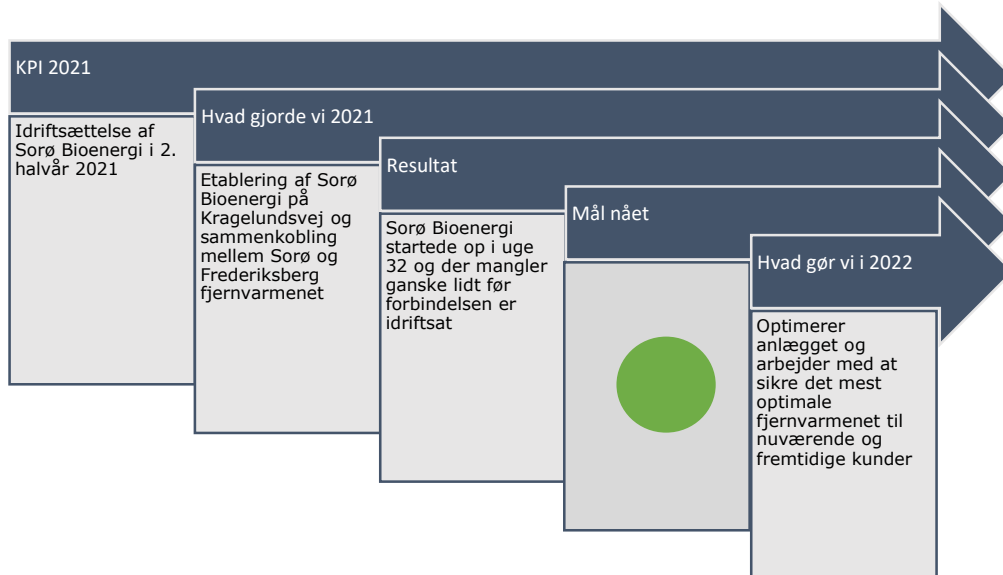 KPI 2021
Idriftsættelse af
Sorø Bioenergi i 2.
halvår 2021
Hvad gjorde vi 2021
Etablering af Sorø
Bioenergi på
Kragelundsvej og
sammenkobling
mellem Sorø og
Frederiksberg
fjernvarmenet
Resultat
Sorø Bioenergi
startede op i uge
32 og der mangler
ganske lidt før
forbindelsen er
idriftsat
Mål nået
Hvad gør vi i 2022
Optimerer
anlægget og
arbejder med at
sikre det mest
optimale
fjernvarmenet til
nuværende og
fremtidige kunder